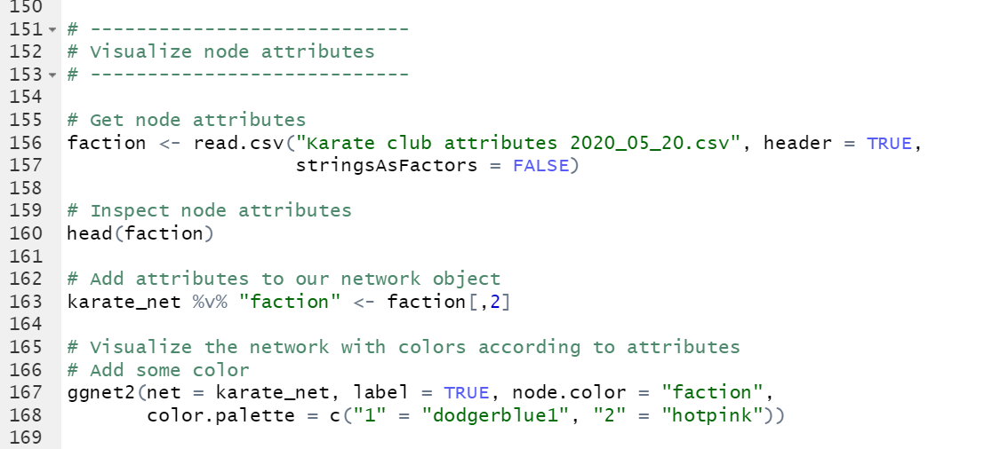 150
151 # ----------------------------
152 # Visualize node attributes
153 # ----------------------------
154
155 # Get node attributes
156 faction <- read.csv("Karate club attributes 2020_05_20.csv", header = TRUE,
157                     stringsAsFactors = FALSE)
158
159 # Inspect node attributes
160 head(faction)
161
162 # Add attributes to our network object
163 karate_net %v% "faction" <- faction[,2]
164
165 # Visualize the network with colors according to attributes
166 # Add some color
167 ggnet2(net = karate_net, label = TRUE, node.color = "faction",
168        color.palette = c("1" = "dodgerblue1", "2" = "hotpink"))
169